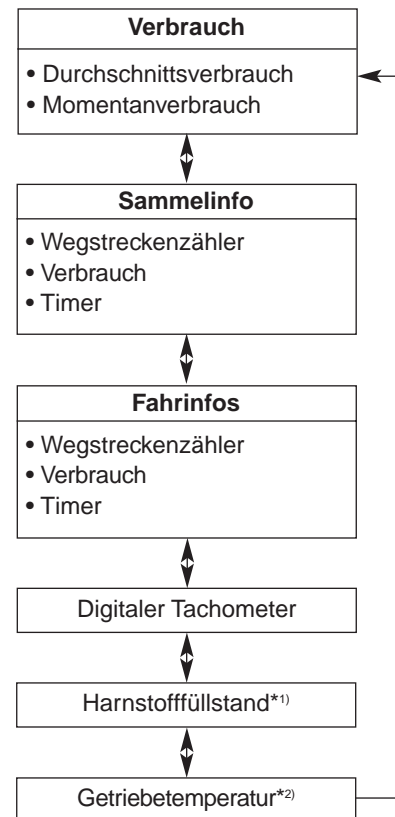 Verbrauch
• Durchschnittsverbrauch
• Momentanverbrauch
Sammelinfo
• Wegstreckenzähler
• Verbrauch
• Timer
Fahrinfos
• Wegstreckenzähler
• Verbrauch
• Timer
Digitaler Tachometer
Harnstofffüllstand*1)
Getriebetemperatur*2)